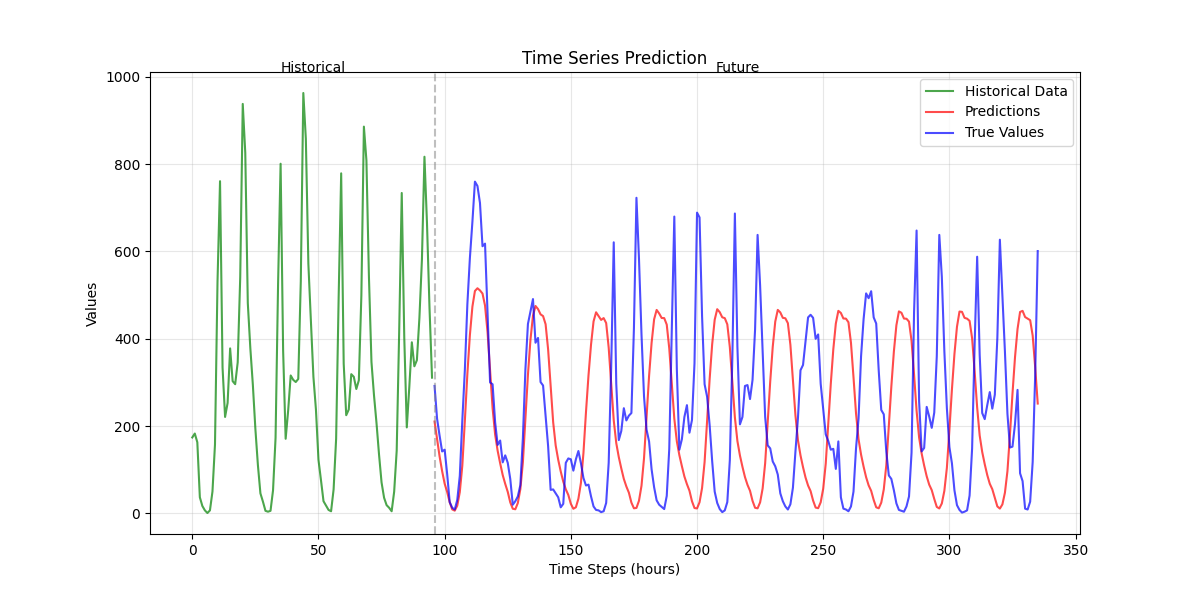 Time Series Prediction
Historical
Future
1000
800
600
400
200
0
Values
Historical Data
Predictions
True Values
0
50
100
150
200
250
300
350
Time Steps (hours)